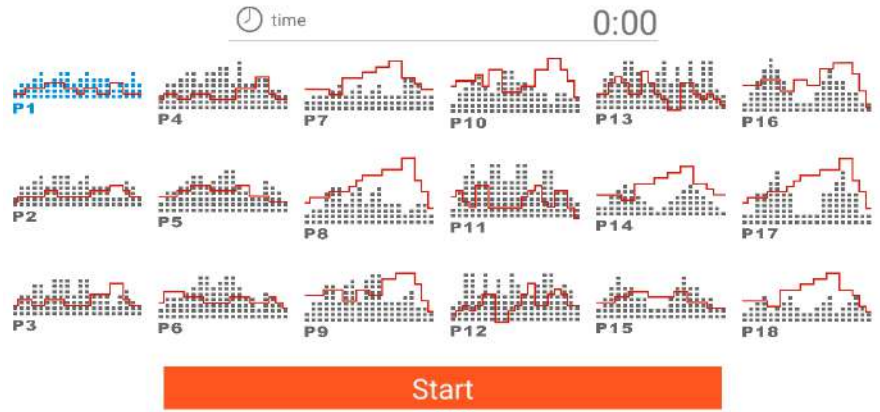 time 0:00
P1 P4 P7 P10 P13 P16
P2 P5 P8 P11 P14 P17
P3 P6 P9 P12 P15 P18
Start